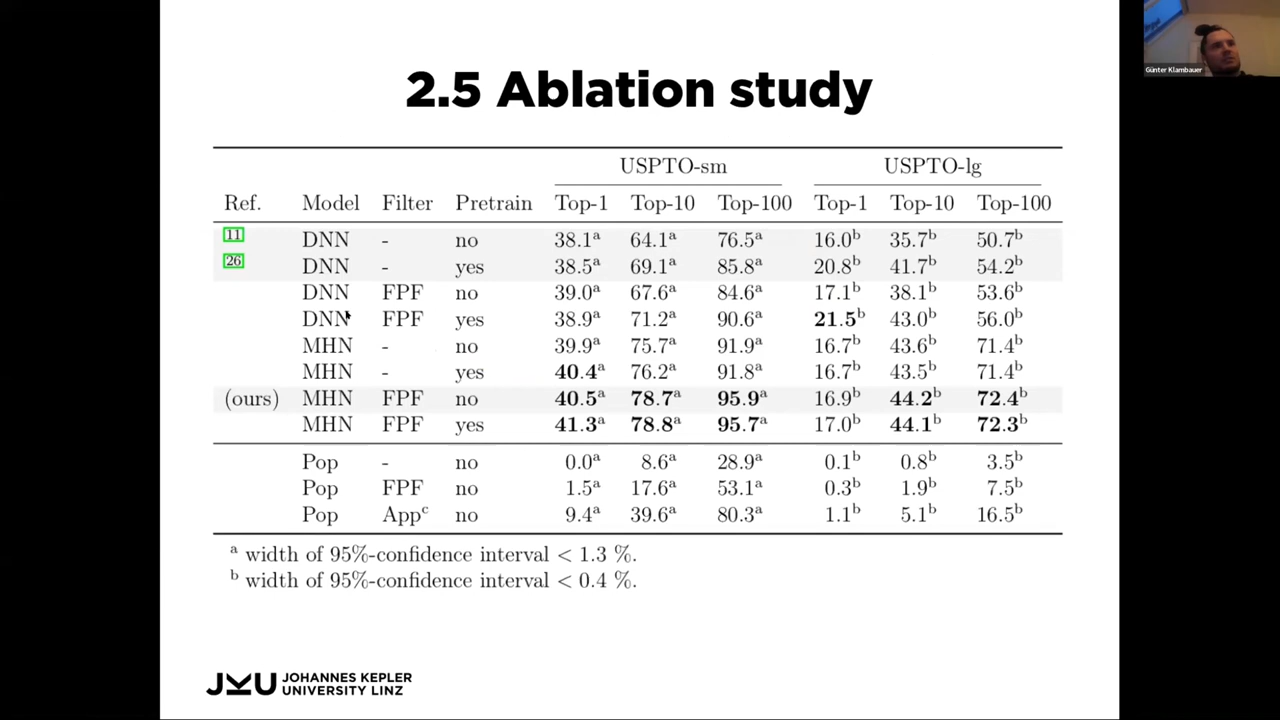 Günter Klambauer
2.5 Ablation study
USPTO-sm USPTO-lg
Ref. Model Filter Pretrain Top-1 Top-10 Top-100 Top-1 Top-10 Top-100
11 DNN - no 38.1ᵃ 64.1ᵃ 76.5ᵃ 16.0ᵇ 35.7ᵇ 50.7ᵇ
26 DNN - yes 38.5ᵃ 69.1ᵃ 85.8ᵃ 20.8ᵇ 41.7ᵇ 54.2ᵇ
DNN FPF no 39.0ᵃ 67.6ᵃ 84.6ᵃ 17.1ᵇ 38.1ᵇ 53.6ᵇ
DNN FPF yes 38.9ᵃ 71.2ᵃ 90.6ᵃ 21.5ᵇ 43.0ᵇ 56.0ᵇ
MHN - no 39.9ᵃ 75.7ᵃ 91.9ᵃ 16.7ᵇ 43.6ᵇ 71.4ᵇ
MHN - yes 40.4ᵃ 76.2ᵃ 91.8ᵃ 16.7ᵇ 43.5ᵇ 71.4ᵇ
(ours) MHN FPF no 40.5ᵃ 78.7ᵃ 95.9ᵃ 16.9ᵇ 44.2ᵇ 72.4ᵇ
MHN FPF yes 41.3ᵃ 78.8ᵃ 95.7ᵃ 17.0ᵇ 44.1ᵇ 72.3ᵇ
Pop - no 0.0ᵃ 8.6ᵃ 28.9ᵃ 0.1ᵇ 0.8ᵇ 3.5ᵇ
Pop FPF no 1.5ᵃ 17.6ᵃ 53.1ᵃ 0.3ᵇ 1.9ᵇ 7.5ᵇ
Pop Appᶜ no 9.4ᵃ 39.6ᵃ 80.3ᵃ 1.1ᵇ 5.1ᵇ 16.5ᵇ
ᵃ width of 95%-confidence interval < 1.3 %.
ᵇ width of 95%-confidence interval < 0.4 %.
JKU JOHANNES KEPLER
UNIVERSITY LINZ